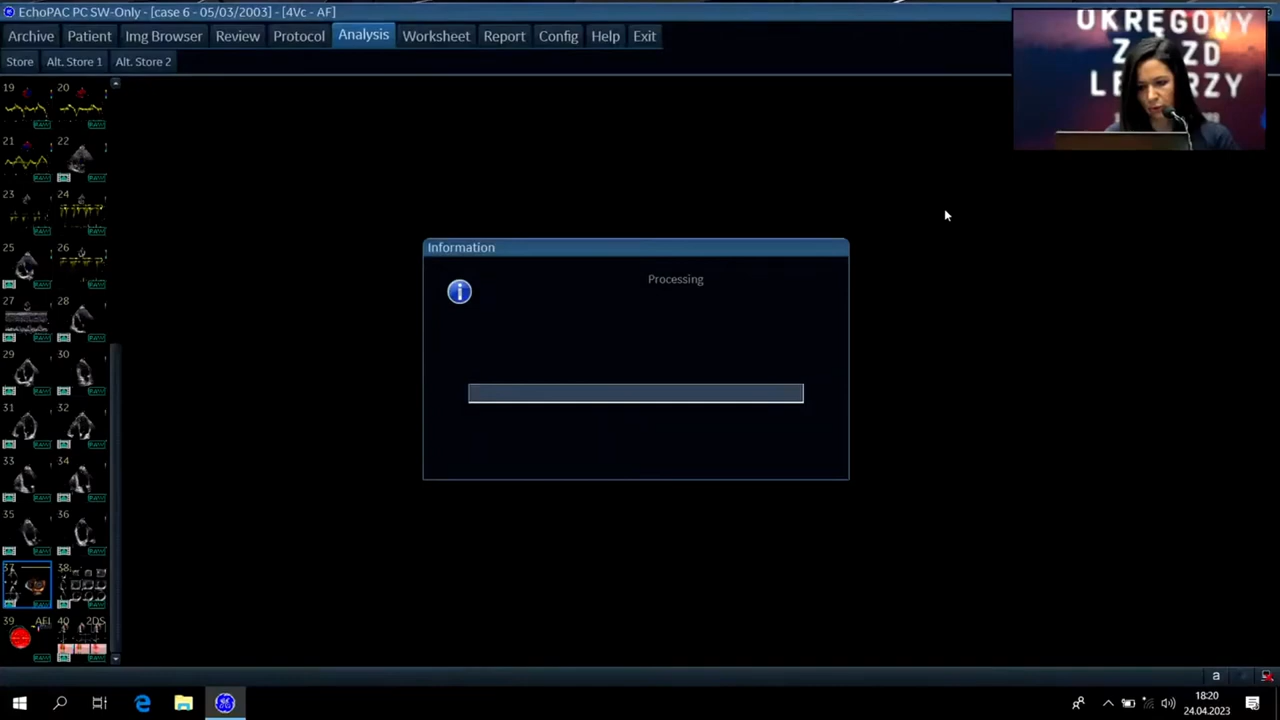 EchoPAC PC SW-Only - [case 6 - 05/03/2003] - [4Vc - AF]
Archive Patient Img Browser Review Protocol Analysis Worksheet Report Config Help Exit
Store Alt. Store 1 Alt. Store 2
OKRĘGOWY
19 20
21 22
23 24
25 26
27 28
29 30
31 32
33 34
35 36
37 38
39 AFI 40 2DS
Information
Processing
a
18:20
24.04.2023